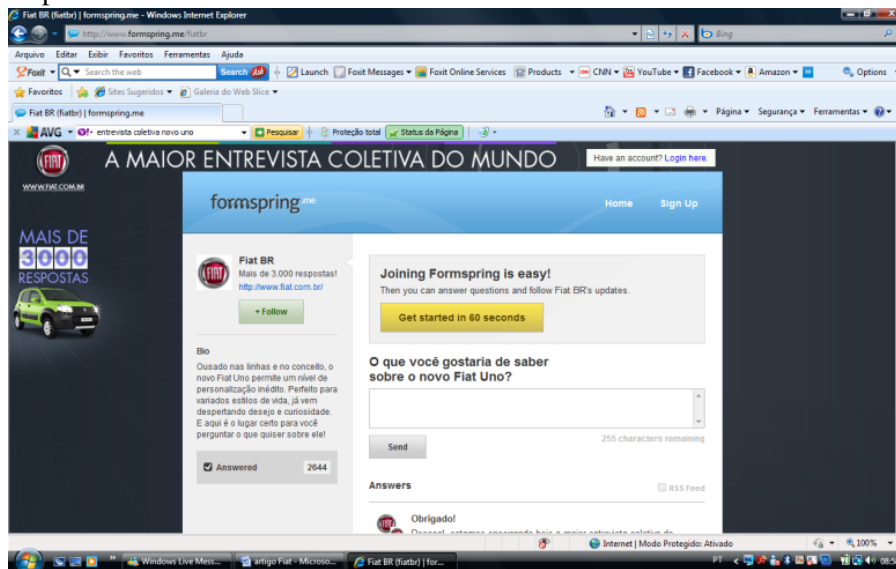 Fiat BR (fiatbr) | formspring.me - Windows Internet Explorer
http://www.formspring.me/fiatbr
Bing
Arquivo Editar Exibir Favoritos Ferramentas Ajuda
Foxit Search the web Search Launch Foxit Messages Foxit Online Services Products CNN YouTube Facebook Amazon Options
Favoritos Sites Sugeridos Galeria do Web Slice
Fiat BR (fiatbr) | formspring.me
Página Segurança Ferramentas
AVG entrevista coletiva novo uno Pesquisar Proteção total Status da Página
FIAT
A MAIOR ENTREVISTA COLETIVA DO MUNDO
Have an account? Login here.
WWW.FIAT.COM.BR
formspring.me
Home Sign Up
MAIS DE
3000
RESPOSTAS
FIAT
Fiat BR
Mais de 3.000 respostas!
http://www.fiat.com.br/
+ Follow
Bio
Ousado nas linhas e no conceito, o
novo Fiat Uno permite um nível de
personalização inédito. Perfeito para
variados estilos de vida, já vem
despertando desejo e curiosidade.
E aqui é o lugar certo para você
perguntar o que quiser sobre ele!
Answered 2644
Joining Formspring is easy!
Then you can answer questions and follow Fiat BR's updates.
Get started in 60 seconds
O que você gostaria de saber
sobre o novo Fiat Uno?
255 characters remaining
Send
Answers
RSS Feed
Obrigado!
Internet | Modo Protegido: Ativado
100%
Windows Live Mess...
artigo Fiat - Microso...
Fiat BR (fiatbr) | for...
PT